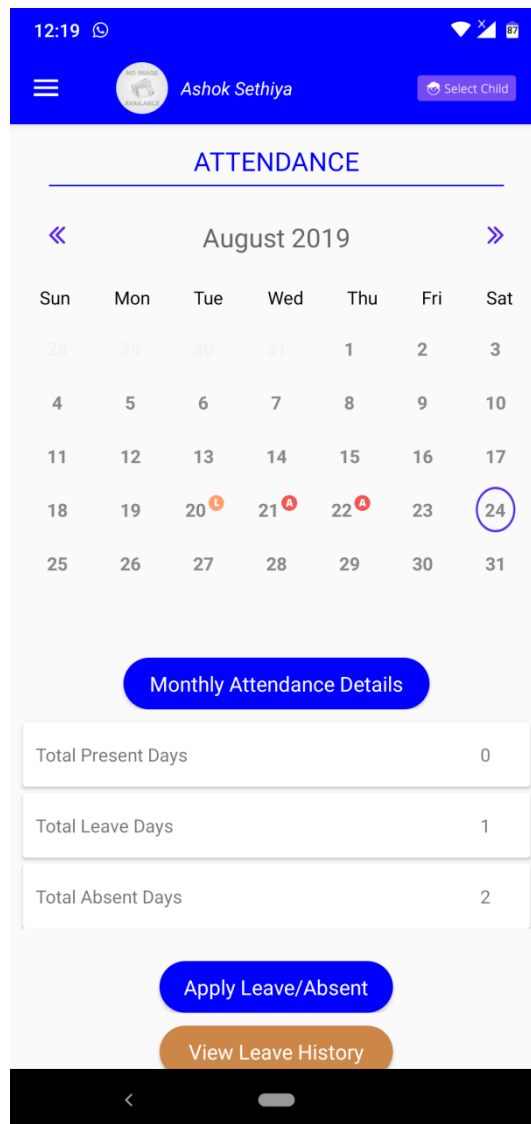 12:19 87
NO IMAGE AVAILABLE Ashok Sethiya Select Child
ATTENDANCE
« August 2019 »
Sun Mon Tue Wed Thu Fri Sat
28 29 30 31 1 2 3
4 5 6 7 8 9 10
11 12 13 14 15 16 17
18 19 20 L 21 A 22 A 23 24
25 26 27 28 29 30 31
Monthly Attendance Details
Total Present Days 0
Total Leave Days 1
Total Absent Days 2
Apply Leave/Absent
View Leave History